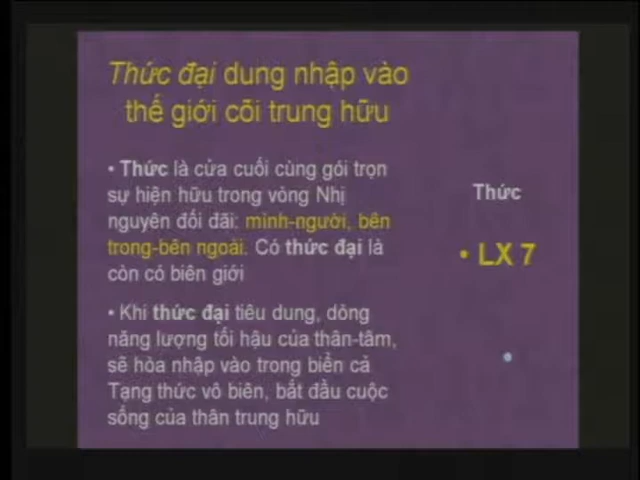 Thức đại dung nhập vào
thế giới cõi trung hữu
• Thức là cửa cuối cùng gói trọn
sự hiện hữu trong vòng Nhị
nguyên đối đãi: mình-người, bên
trong-bên ngoài. Có thức đại là
còn có biên giới
• Khi thức đại tiêu dung, dòng
năng lượng tối hậu của thân-tâm,
sẽ hòa nhập vào trong biển cả
Tạng thức vô biên, bắt đầu cuộc
sống của thân trung hữu
Thức
• LX 7